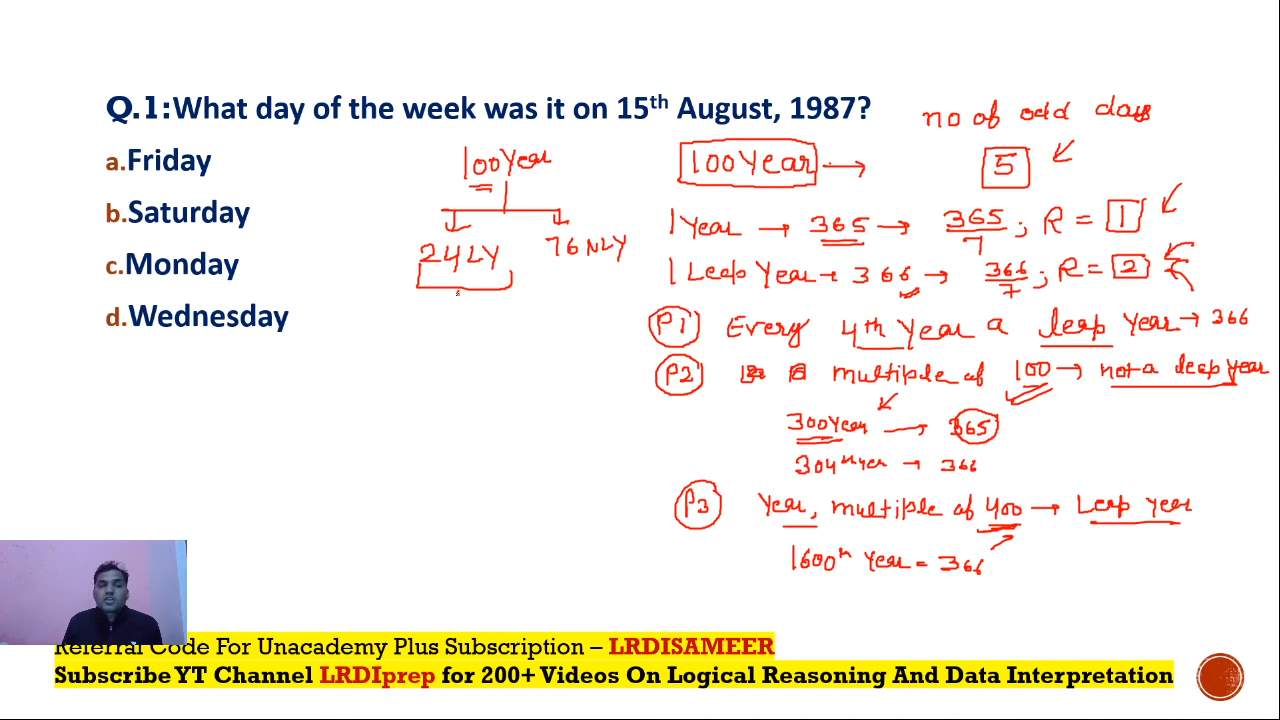 Q.1:What day of the week was it on 15th August, 1987?
a.Friday
b.Saturday
c.Monday
d.Wednesday
100 Year
24LY 76 NLY
no of odd days
100 Year → 5
1 Year → 365 → 365/7 ; R = 1
1 Leap Year → 366 → 366/7 ; R = 2
P1 Every 4th Year a leap Year → 366
P2 multiple of 100 → not a leap year
300 Year → 365
304th yer → 366
P3 Year, multiple of 400 → Leap Year
1600th Year = 366
Referral Code For Unacademy Plus Subscription – LRDISAMEER
Subscribe YT Channel LRDIprep for 200+ Videos On Logical Reasoning And Data Interpretation